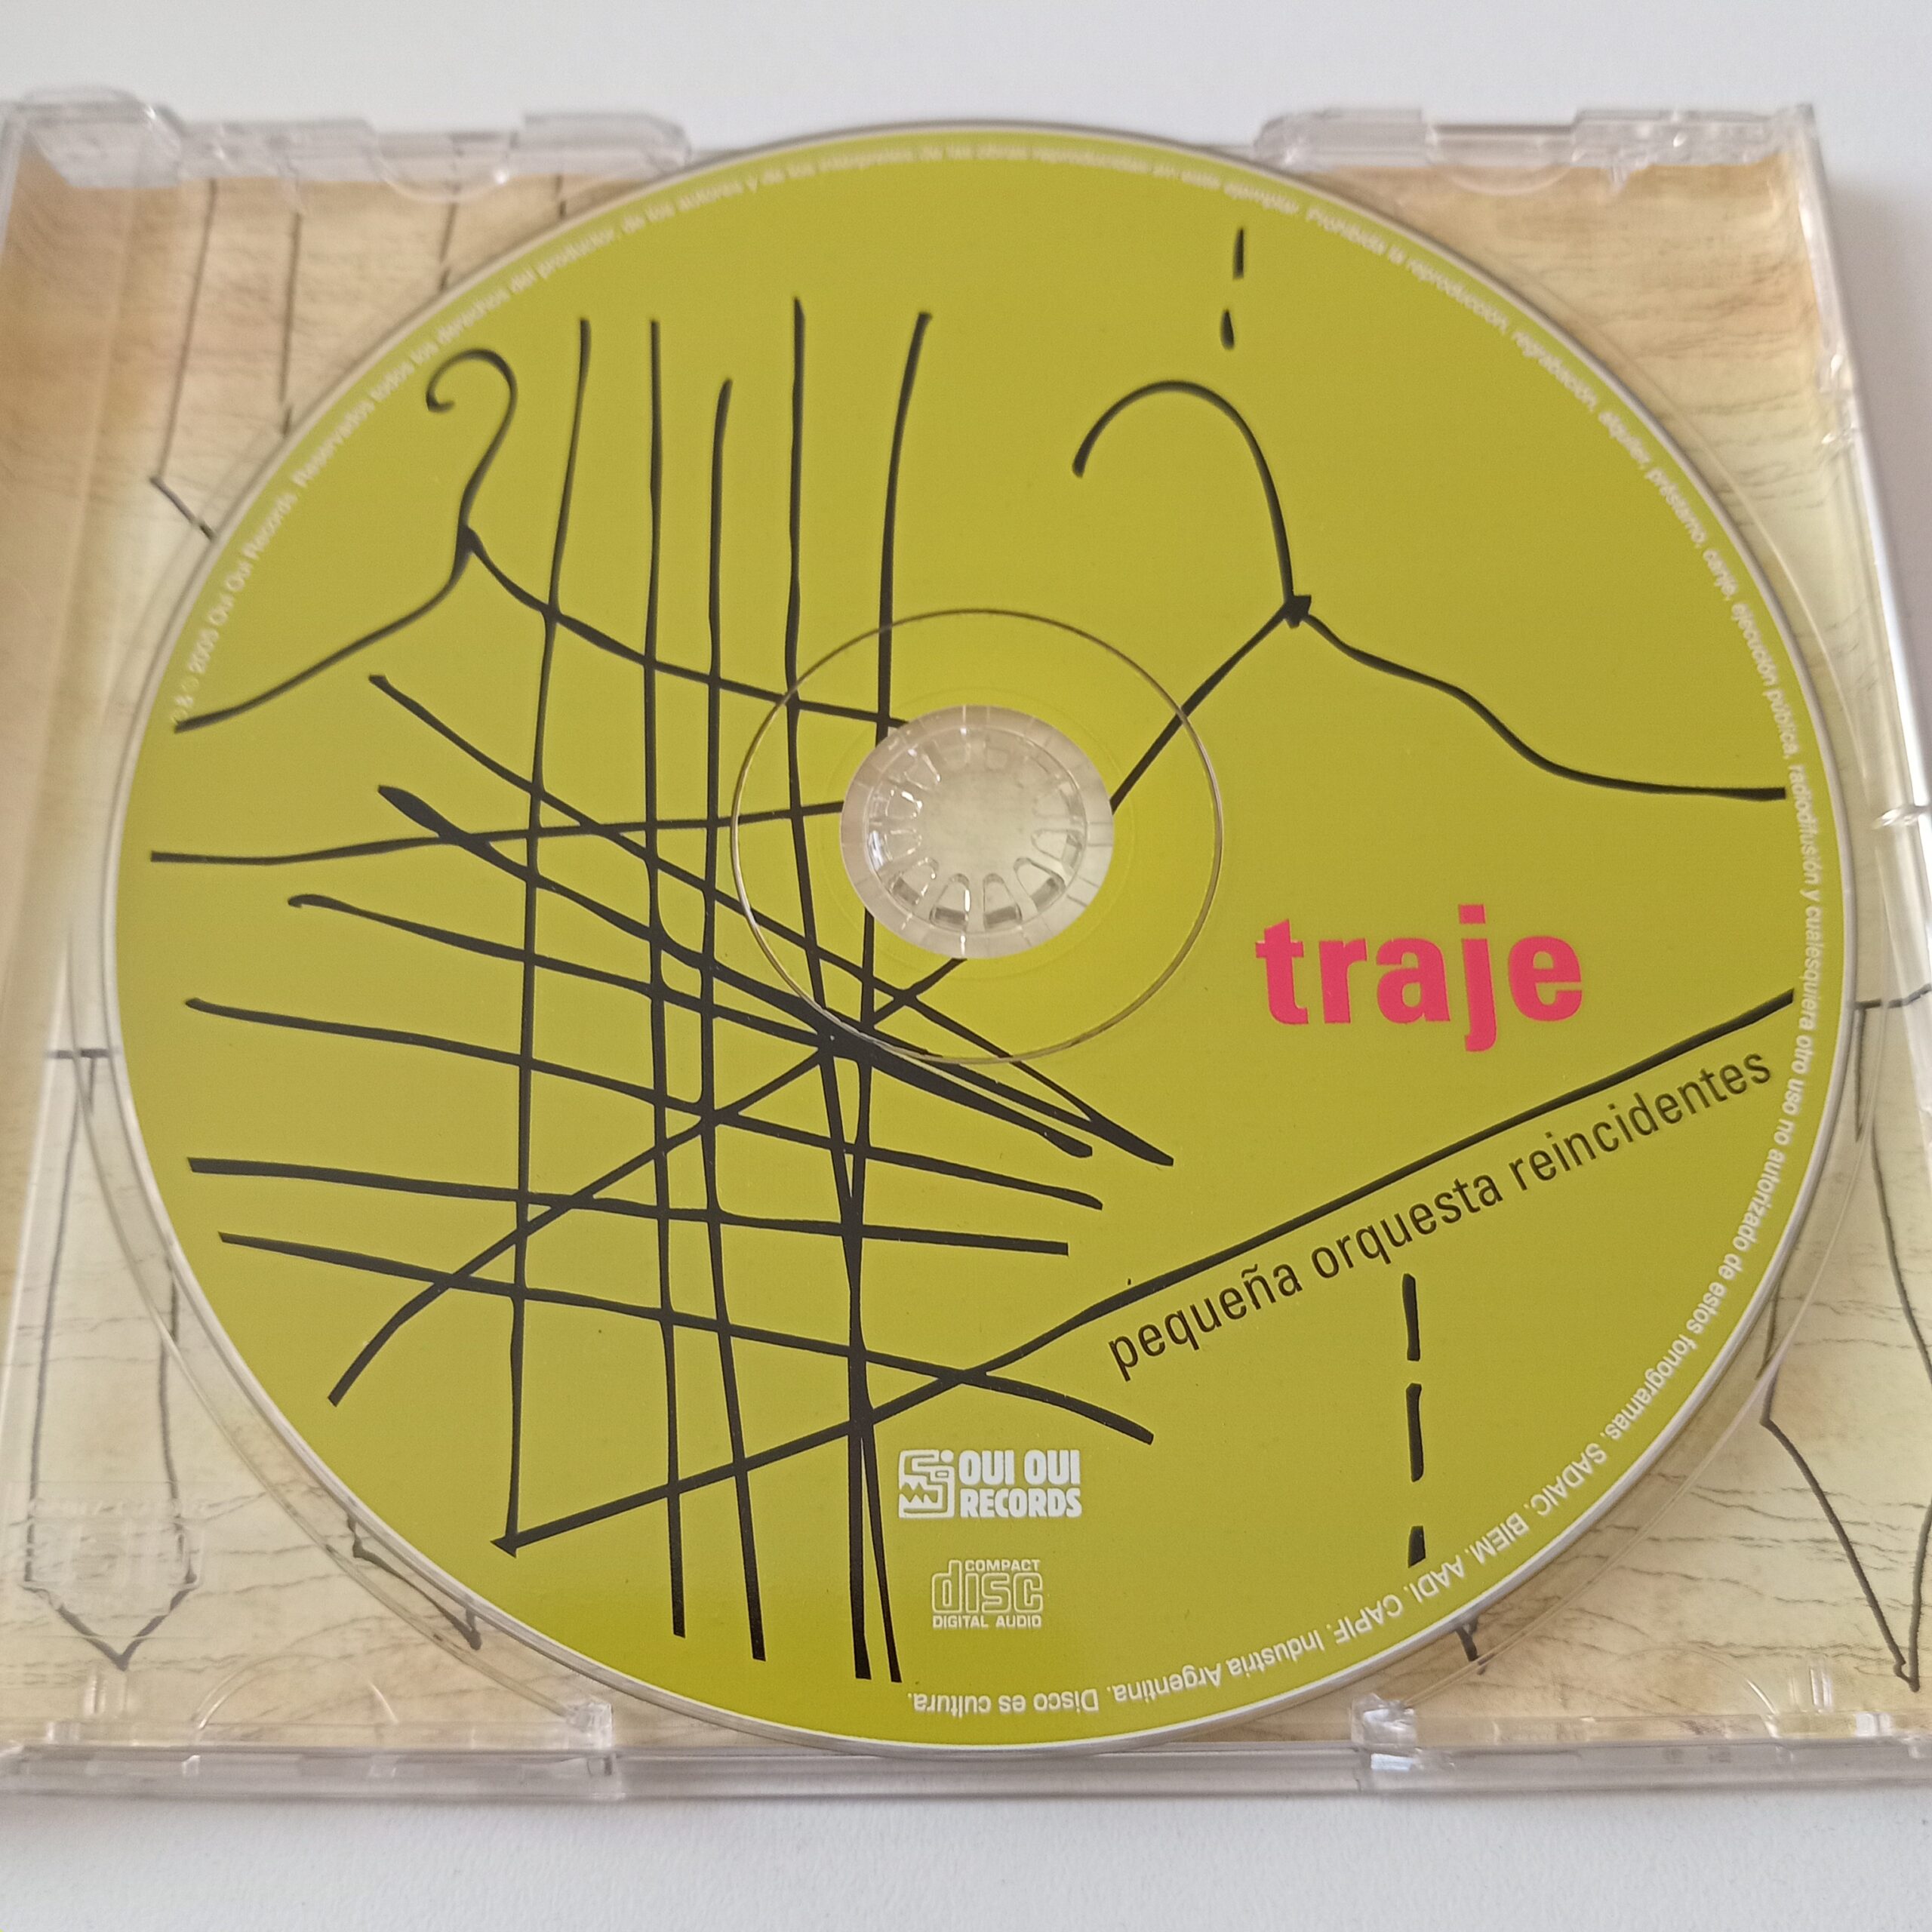 ℗ & © 2005 Oui Oui Records. Reservados todos los derechos del productor, de los autores y de los intérpretes de las obras reproducidas en este ejemplar. Prohibida la reproducción, regrabación, alquiler, préstamo, canje, ejecución pública, radiodifusión y cualesquiera otro uso no autorizado de estos fonogramas. SADAIC. BIEM. AADI. CAPIF. Industria Argentina. Disco es cultura.
traje
pequeña orquesta reincidentes
OUI OUI
RECORDS
COMPACT
disc
DIGITAL AUDIO